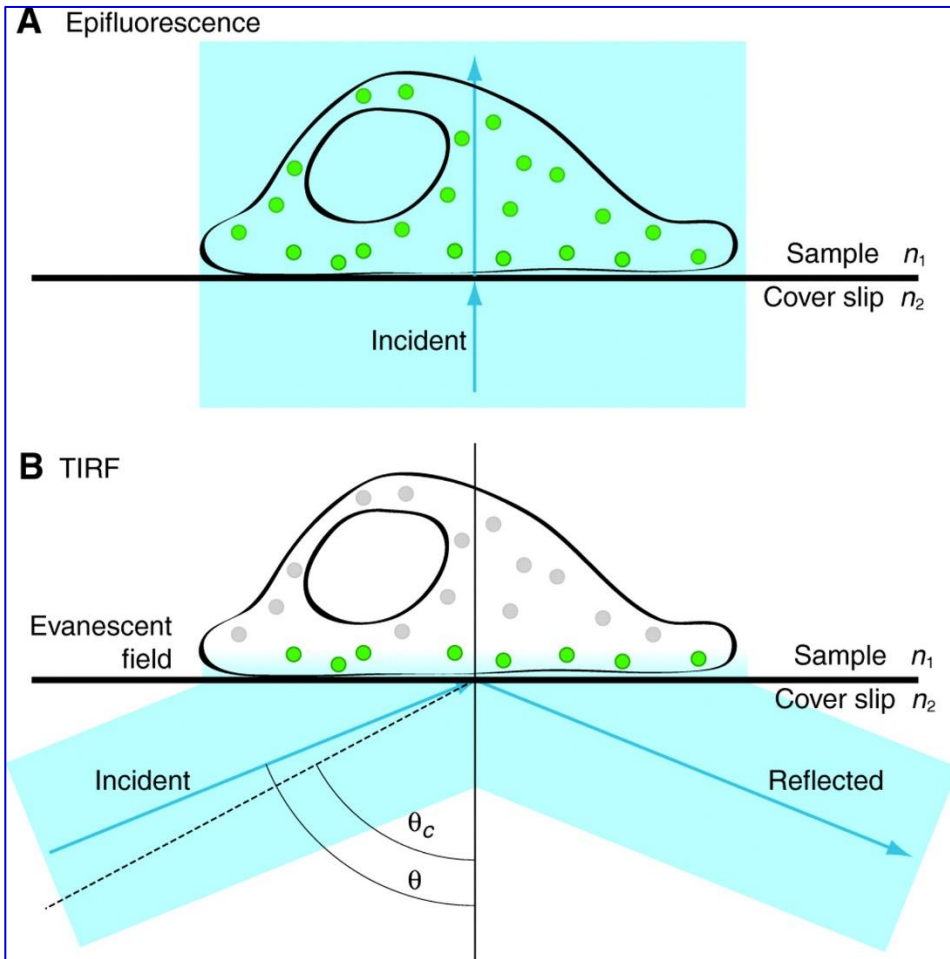 A Epifluorescence
Sample n₁
Cover slip n₂
Incident
B TIRF
Evanescent
field
Sample n₁
Cover slip n₂
Incident
Reflected
θc
θ